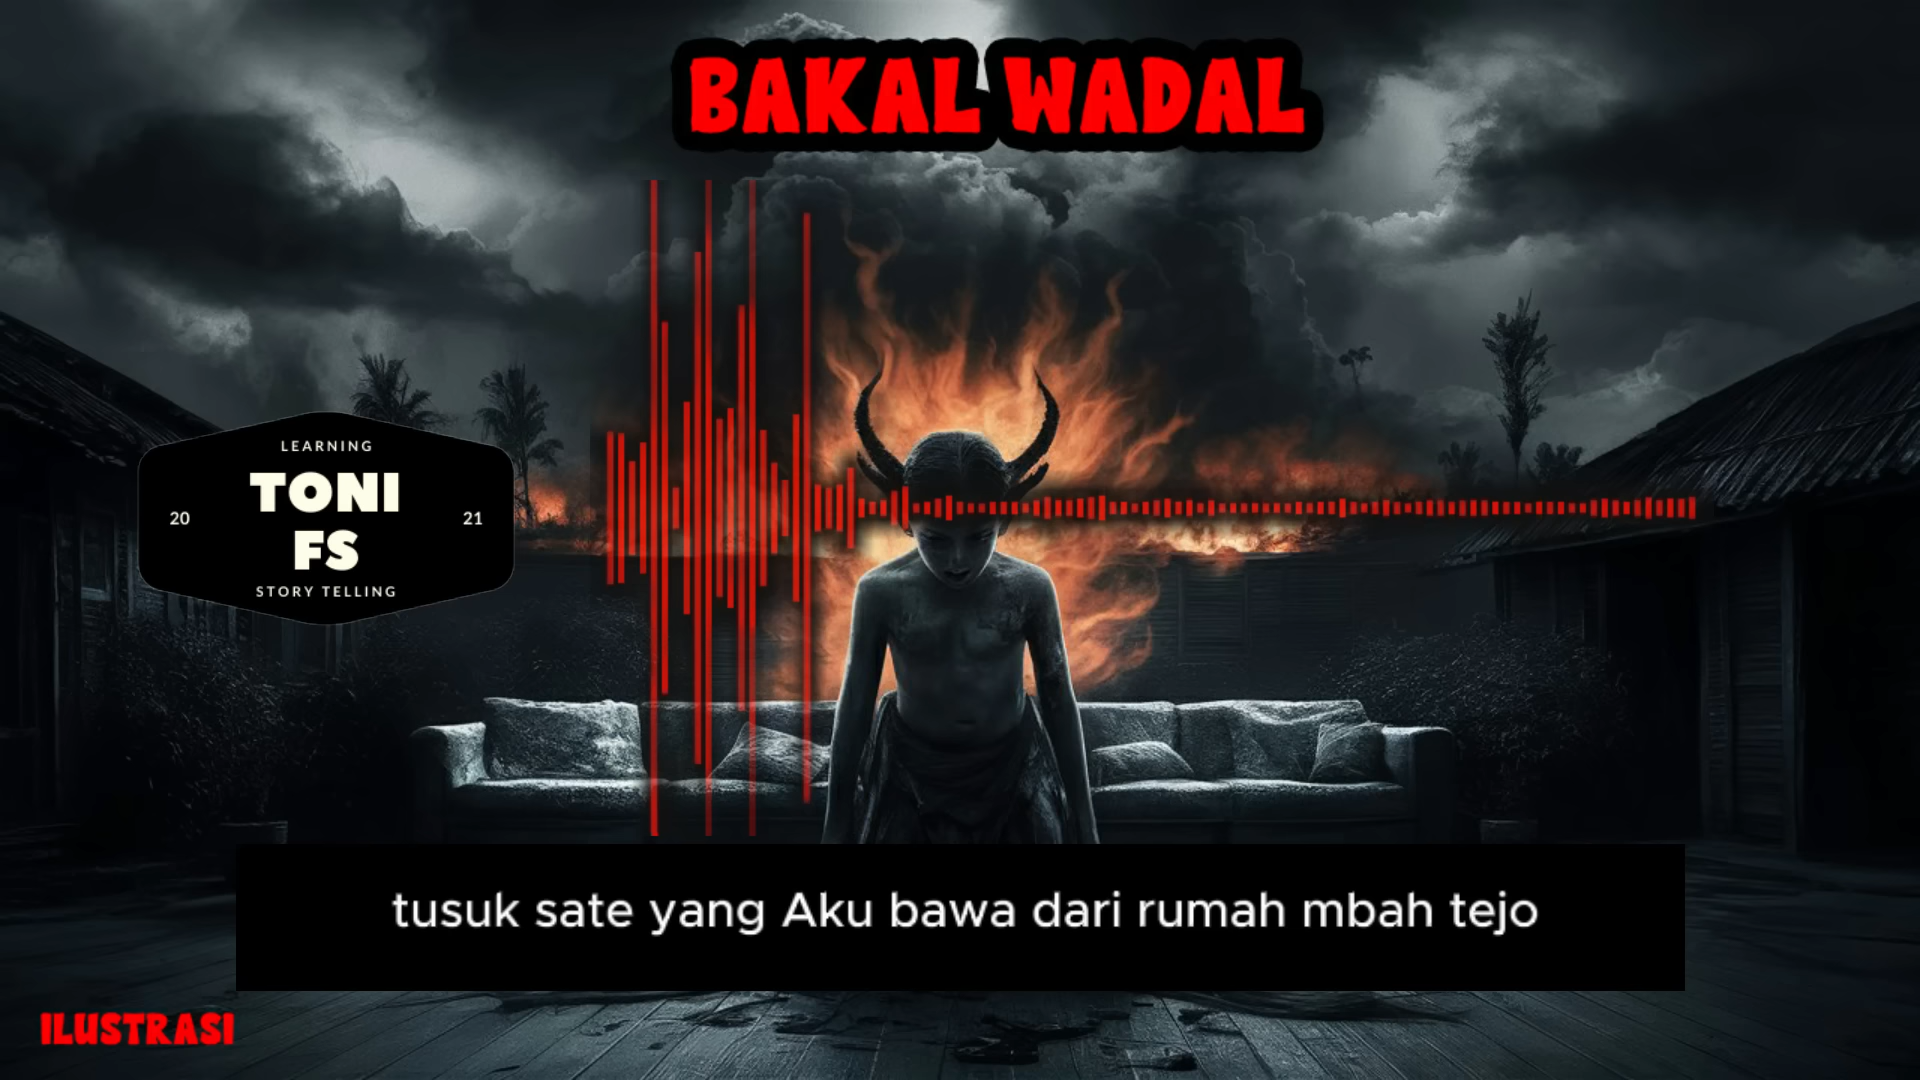 BAKAL WADAL
LEARNING
TONI
20
21
FS
STORY TELLING
tusuk sate yang Aku bawa dari rumah mbah tejo
ILUSTRASI